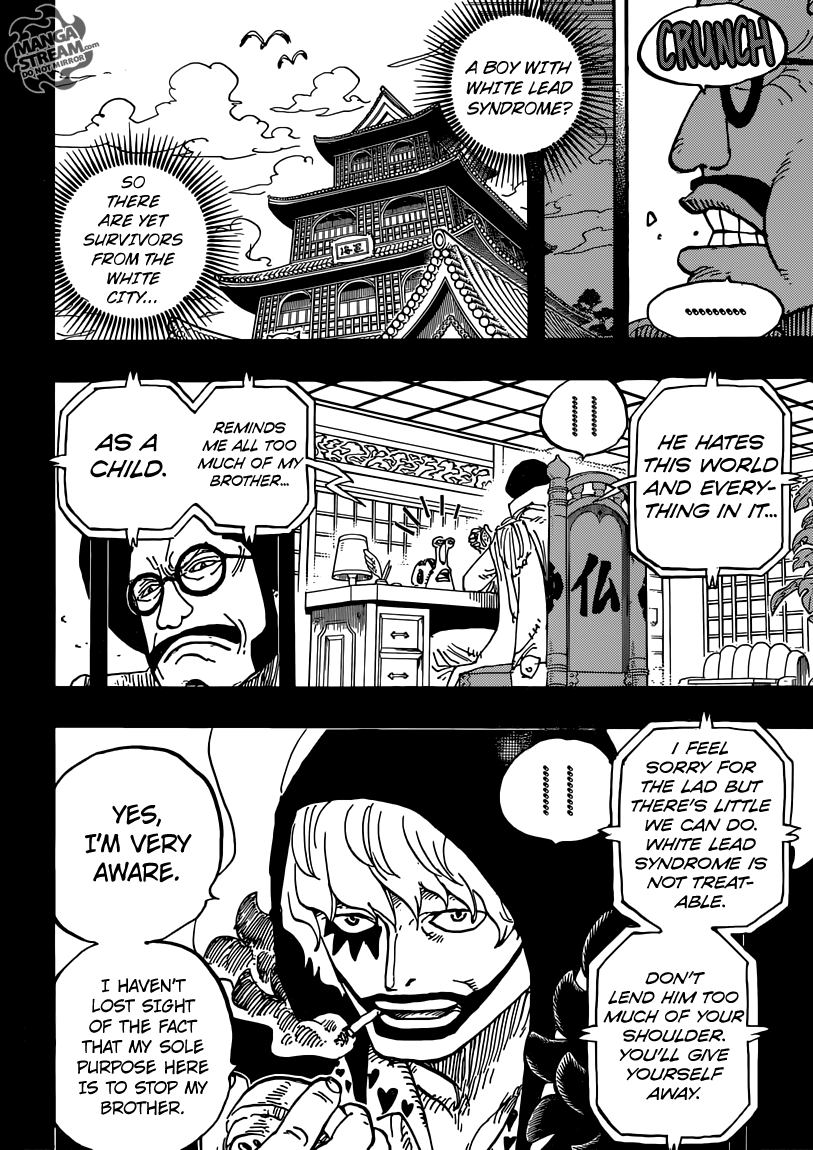 MANGA
STREAM.com
DO NOT MIRROR
CRUNCH
..........
A BOY WITH
WHITE LEAD
SYNDROME?
SO
THERE
ARE YET
SURVIVORS
FROM THE
WHITE
CITY...
HE HATES
THIS WORLD
AND EVERY-
THING IN IT...
仏
REMINDS
ME ALL TOO
MUCH OF MY
BROTHER...
AS A
CHILD.
I FEEL
SORRY FOR
THE LAD BUT
THERE'S LITTLE
WE CAN DO.
WHITE LEAD
SYNDROME IS
NOT TREAT-
ABLE.
DON'T
LEND HIM TOO
MUCH OF YOUR
SHOULDER.
YOU'LL GIVE
YOURSELF
AWAY.
YES,
I'M VERY
AWARE.
I HAVEN'T
LOST SIGHT
OF THE FACT
THAT MY SOLE
PURPOSE HERE
IS TO STOP MY
BROTHER.